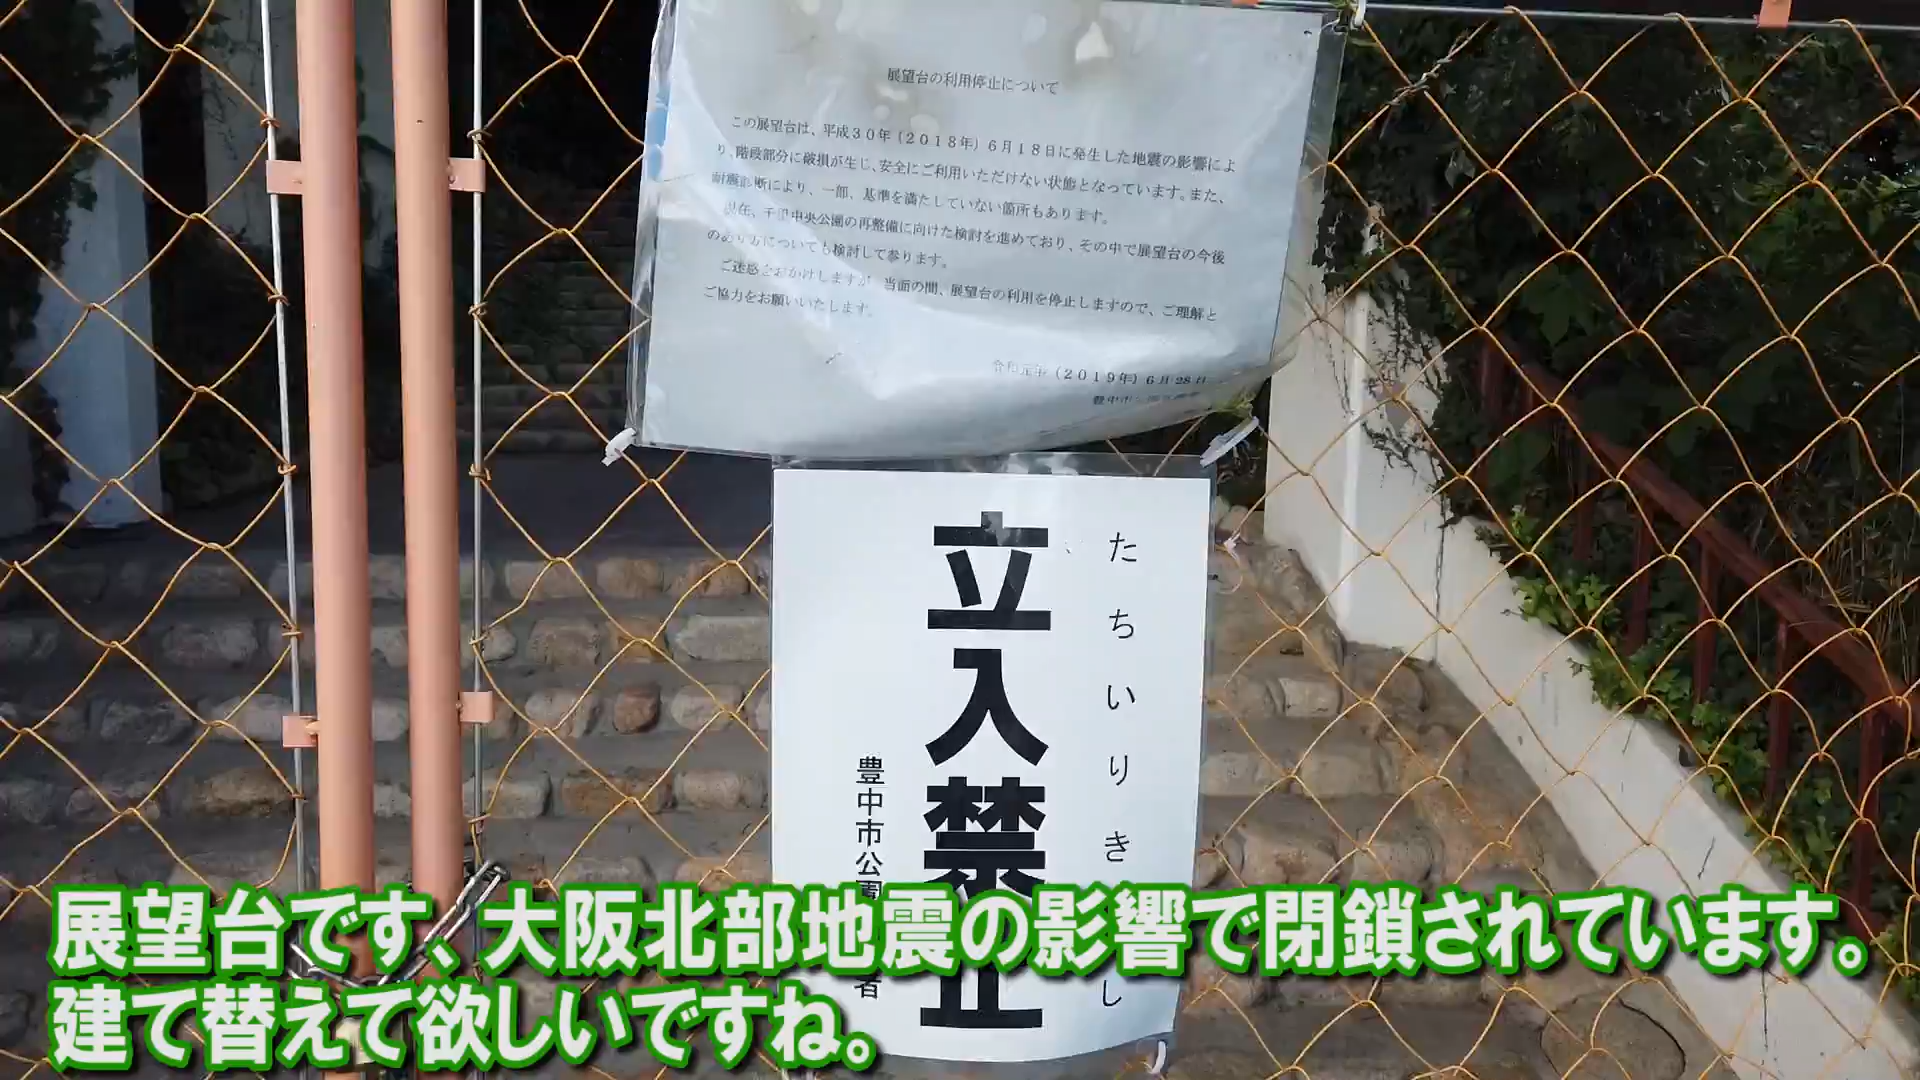 展望台の利用停止について
この展望台は、平成30年(2018年)6月18日に発生した地震の影響によ
り、階段部分に破損が生じ、安全にご利用いただけない状態となっています。また、
耐震診断により、一部、基準を満たしていない箇所もあります。
現在、千里中央公園の再整備に向けた検討を進めており、その中で展望台の今後
のあり方についても検討して参ります。
ご迷惑をおかけしますが、当面の間、展望台の利用を停止しますので、ご理解と
ご協力をお願いいたします。
令和元年(2019年)6月28日
豊中市
たちいりきし
立入禁止
豊中市公園者
展望台です、大阪北部地震の影響で閉鎖されています。
建て替えて欲しいですね。